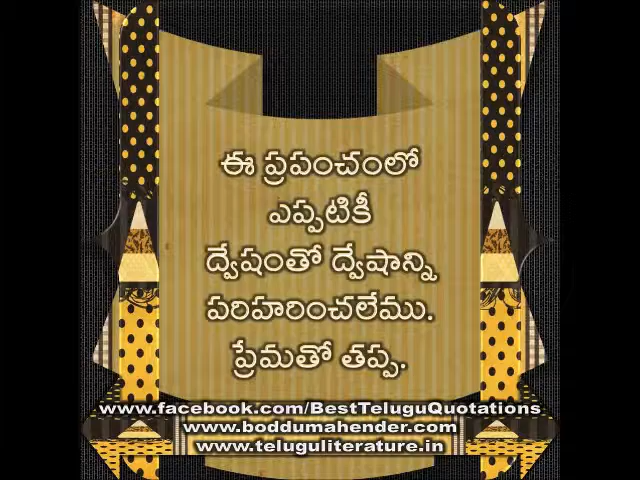 ఈ ప్రపంచంలో
ఎప్పటికీ
ద్వేషంతో ద్వేషాన్ని
పరిహరించలేము.
ప్రేమతో తప్ప.
www.facebook.com/BestTeluguQuotations
www.boddumahender.com
www.teluguliterature.in